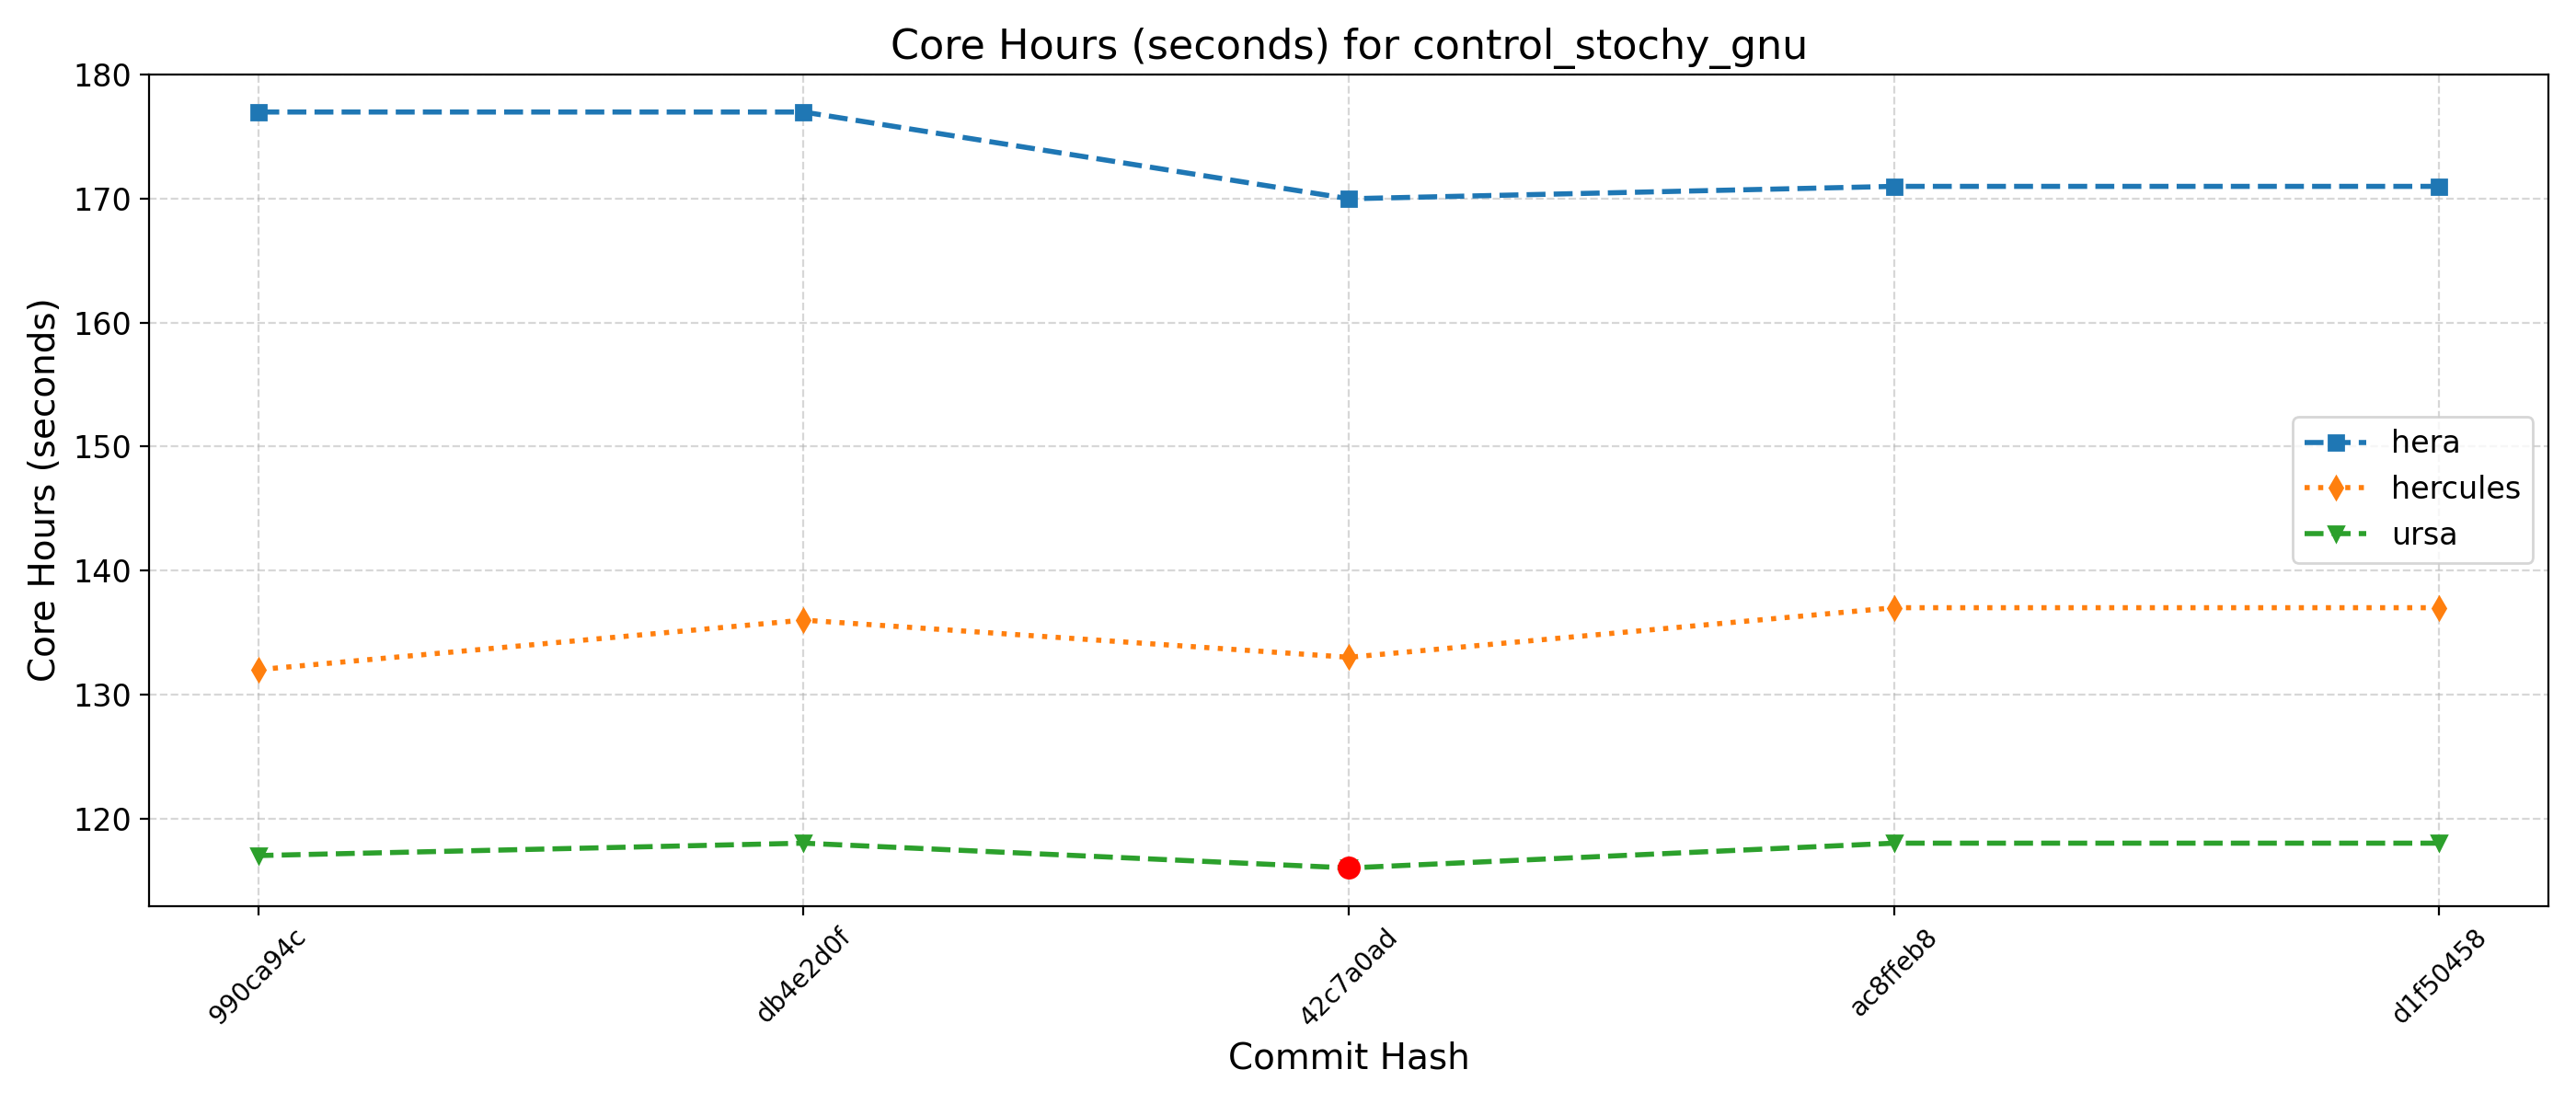 Core Hours (seconds) for control_stochy_gnu
Core Hours (seconds)
180
170
160
150
140
130
120
hera
hercules
ursa
990ca94c
db4e2d0f
42c7a0ad
ac8ffeb8
d1f50458
Commit Hash